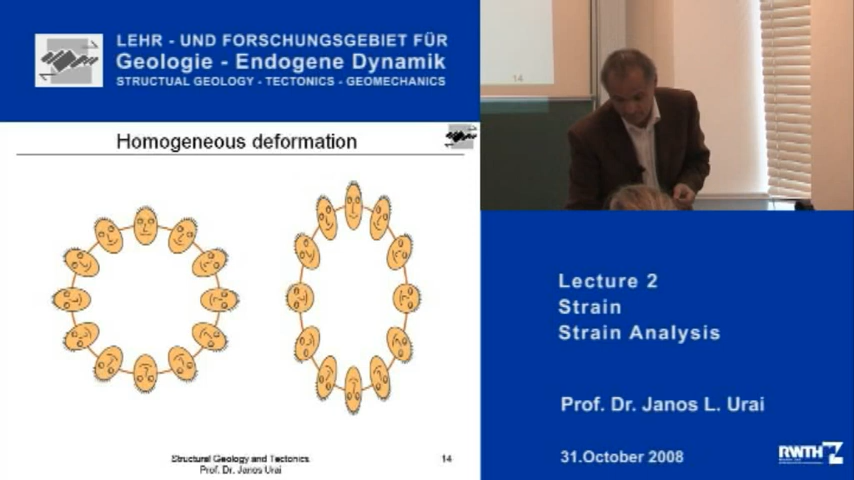 LEHR - UND FORSCHUNGSGEBIET FÜR
Geologie - Endogene Dynamik
STRUCTUAL GEOLOGY - TECTONICS - GEOMECHANICS
Homogeneous deformation
14
Lecture 2
Strain
Strain Analysis
Prof. Dr. Janos L. Urai
Structural Geology and Tectonics
14
Prof. Dr. Janos Urai
31.October 2008
RWTH